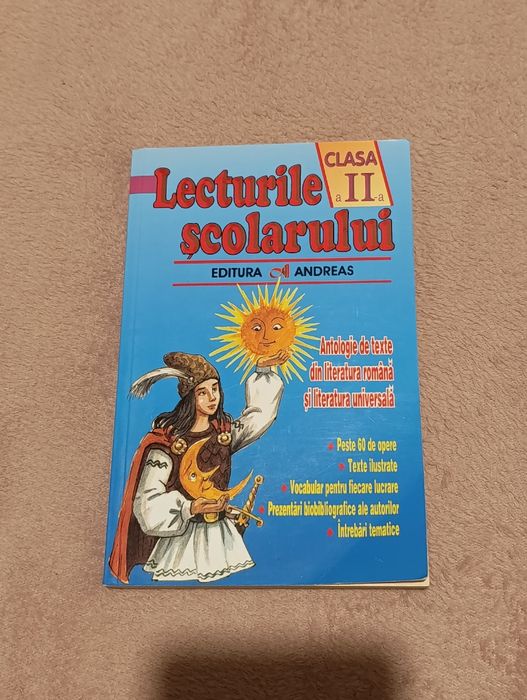 CLASA
a II-a
Lecturile
școlarului
EDITURA A ANDREAS
Antologie de texte
din literatura română
și literatura universală
Peste 60 de opere
Texte ilustrate
Vocabular pentru fiecare lucrare
Prezentări biobibliografice ale autorilor
Întrebări tematice